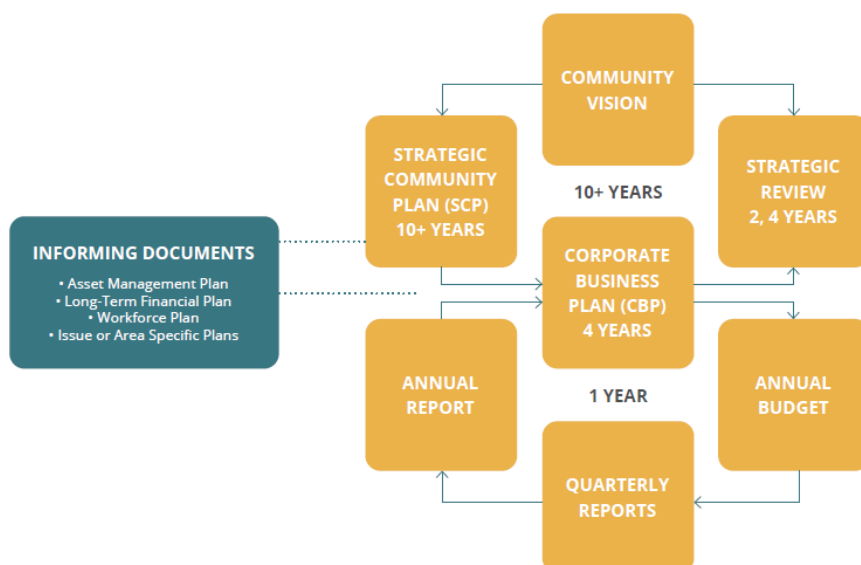 COMMUNITY
VISION
STRATEGIC
COMMUNITY
PLAN (SCP)
10+ YEARS
10+ YEARS
STRATEGIC
REVIEW
2, 4 YEARS
INFORMING DOCUMENTS
• Asset Management Plan
• Long-Term Financial Plan
• Workforce Plan
• Issue or Area Specific Plans
CORPORATE
BUSINESS
PLAN (CBP)
4 YEARS
ANNUAL
REPORT
1 YEAR
ANNUAL
BUDGET
QUARTERLY
REPORTS